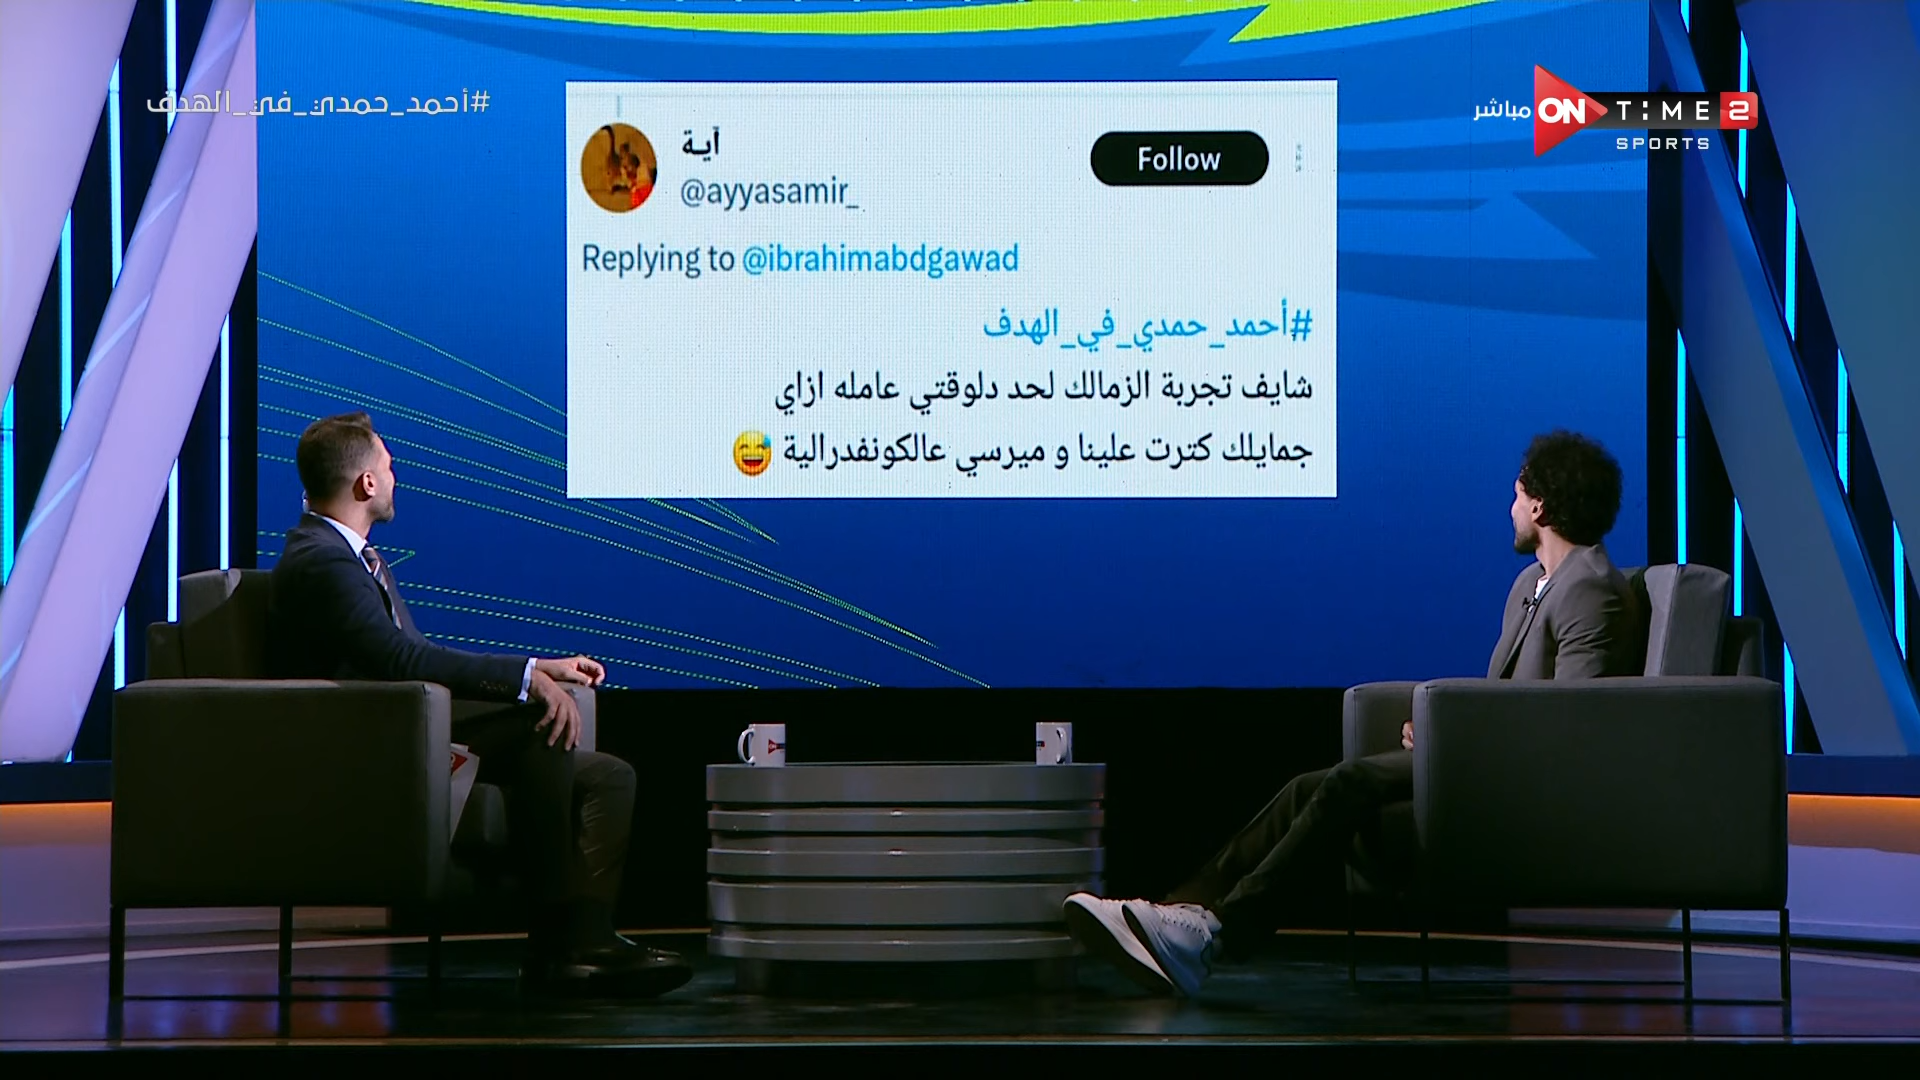 #أحمد_حمدي_في_الهدف
مباشر ON TIME 2
SPORTS
آية
@ayyasamir_
Follow
Replying to @ibrahimabdgawad
#أحمد_حمدي_في_الهدف
شايف تجربة الزمالك لحد دلوقتي عامله ازاي
جمايلك كترت علينا و ميرسي عالكونفدرالية 😅
ON